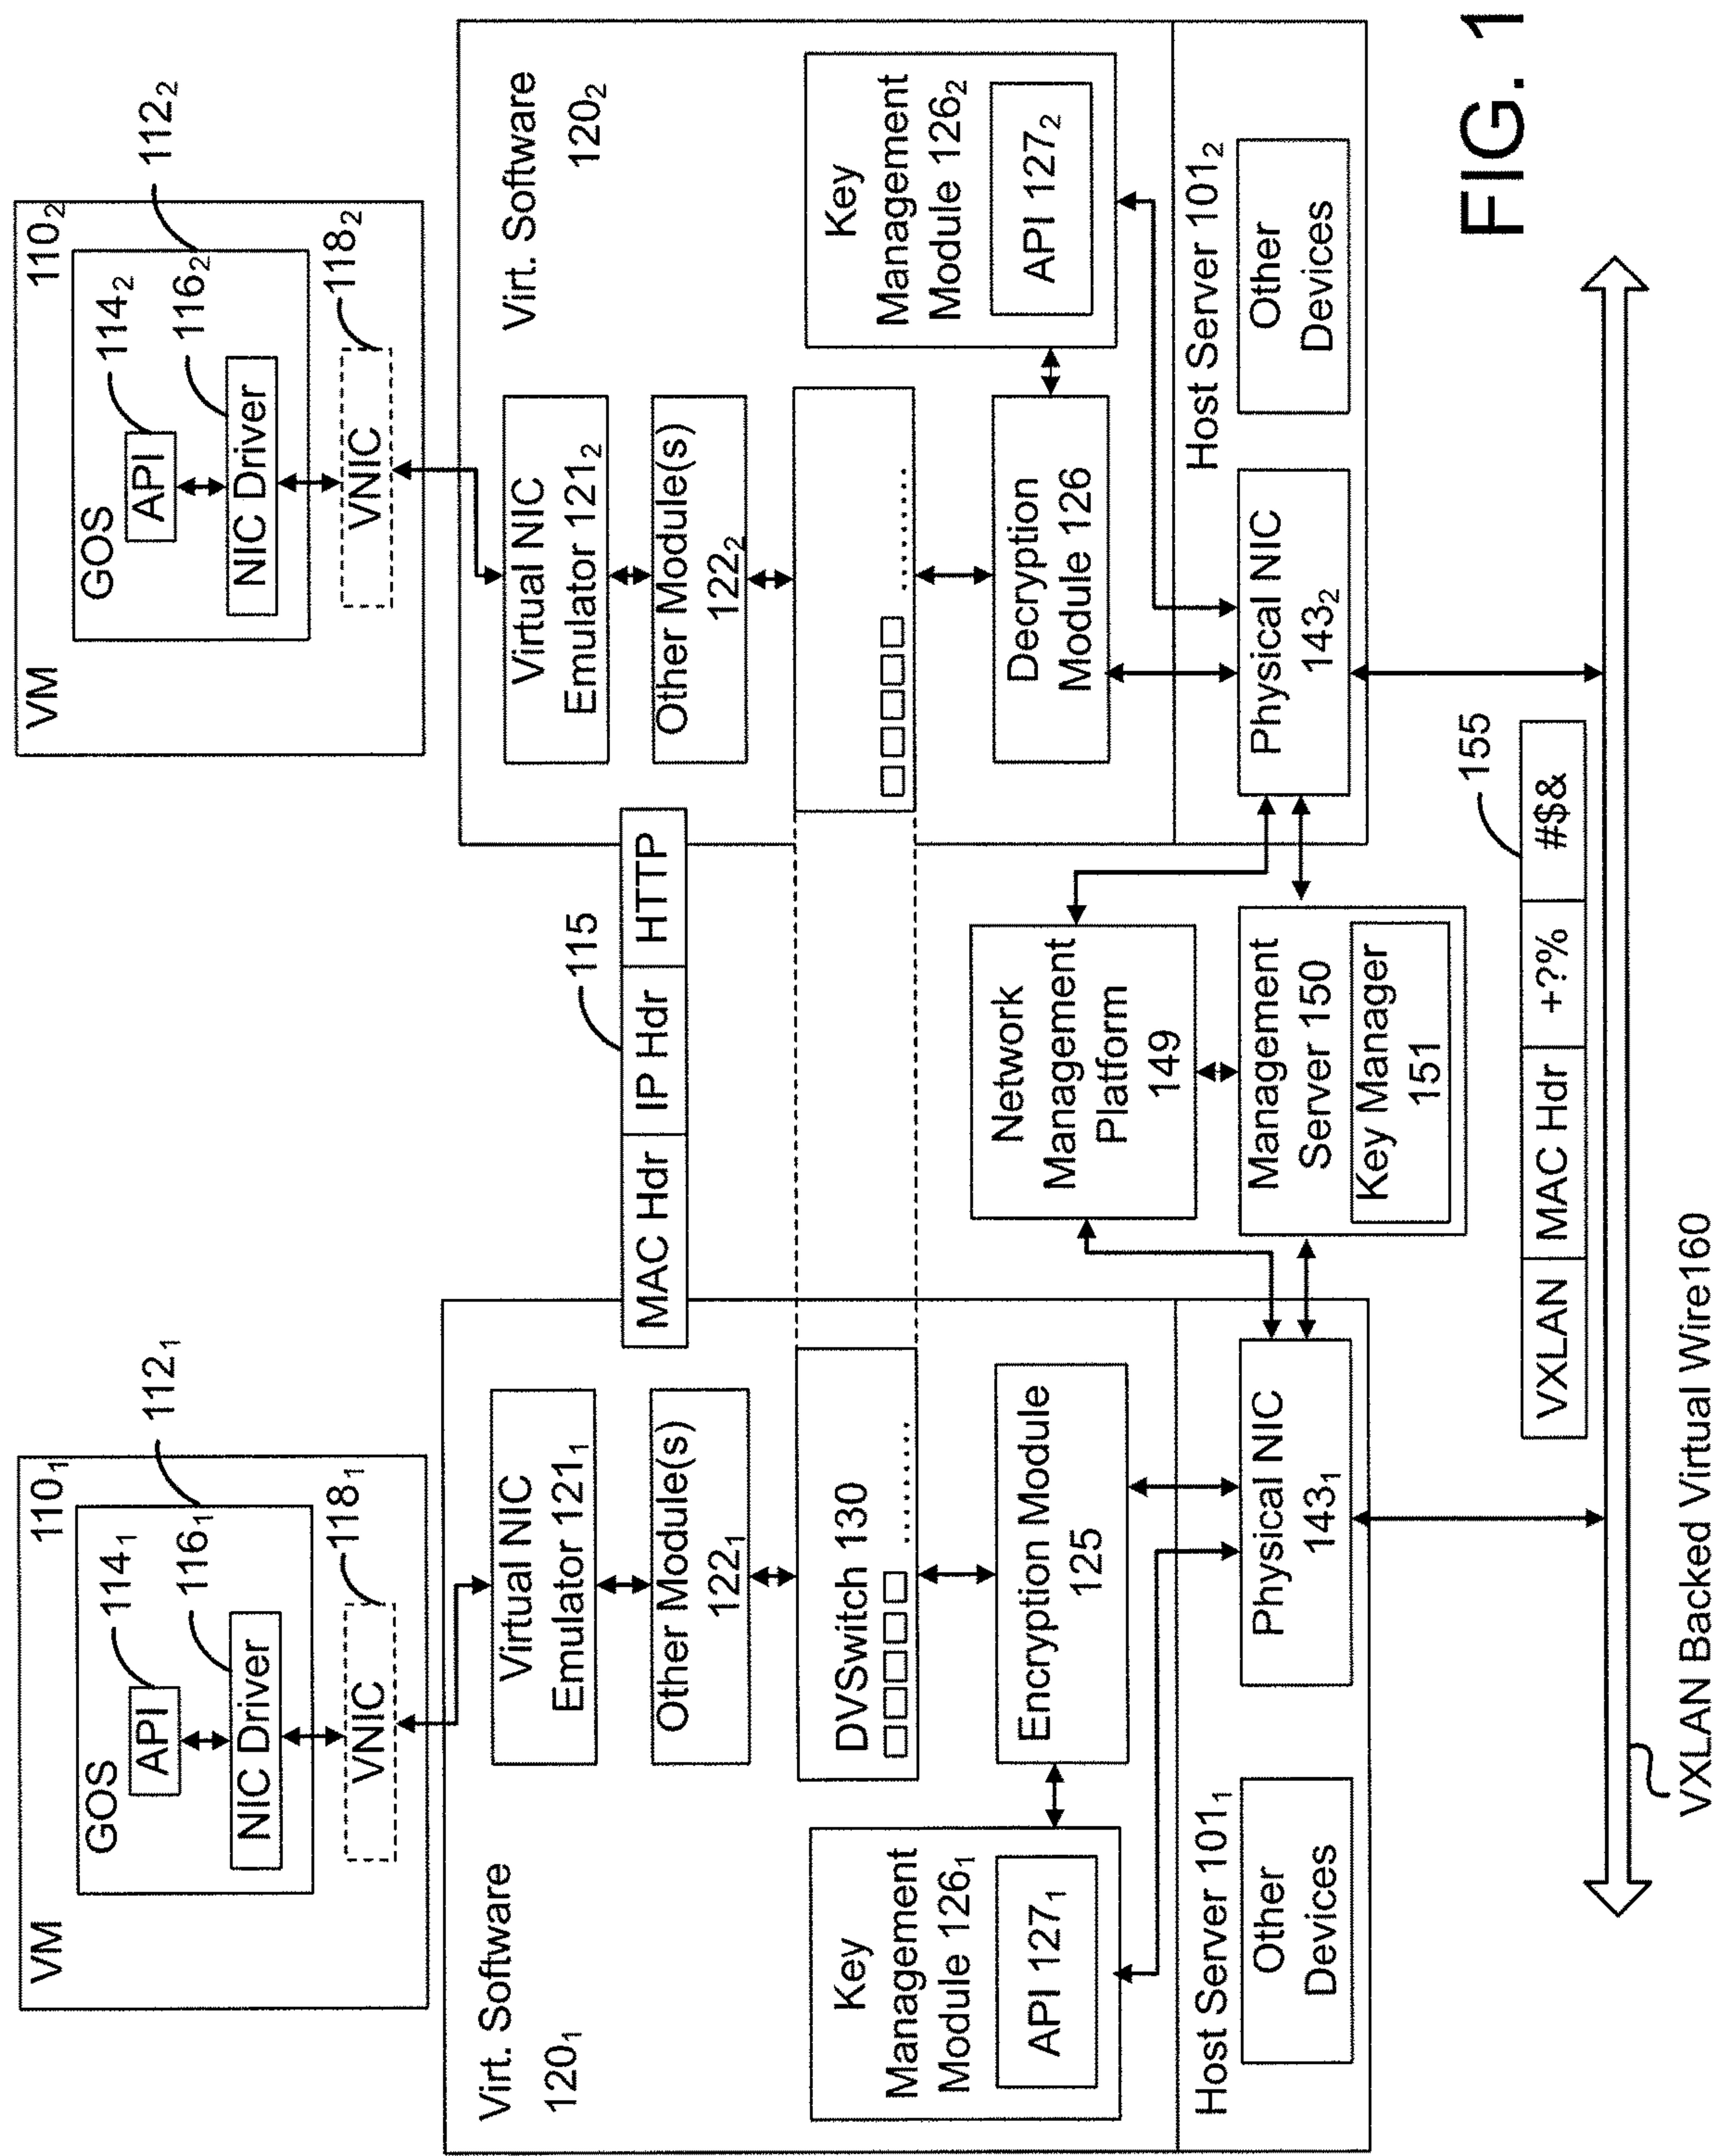 VM
110₁
GOS
112₁
API
114₁
NIC Driver
116₁
VNIC
118₁
VM
110₂
GOS
112₂
API
114₂
NIC Driver
116₂
VNIC
118₂
Virt. Software
120₁
Virtual NIC
Emulator 121₁
Other Module(s)
122₁
DVSwitch 130
.........
Key
Management
Module 126₁
API 127₁
Encryption Module
125
Host Server 101₁
Other
Devices
Physical NIC
143₁
MAC Hdr
IP Hdr
HTTP
115
Network
Management
Platform
149
Management
Server 150
Key Manager
151
Virt. Software
120₂
Virtual NIC
Emulator 121₂
Other Module(s)
122₂
.........
Decryption
Module 126
Key
Management
Module 126₂
API 127₂
Host Server 101₂
Physical NIC
143₂
Other
Devices
VXLAN
MAC Hdr
+?%
#$&
155
VXLAN Backed Virtual Wire160
FIG. 1